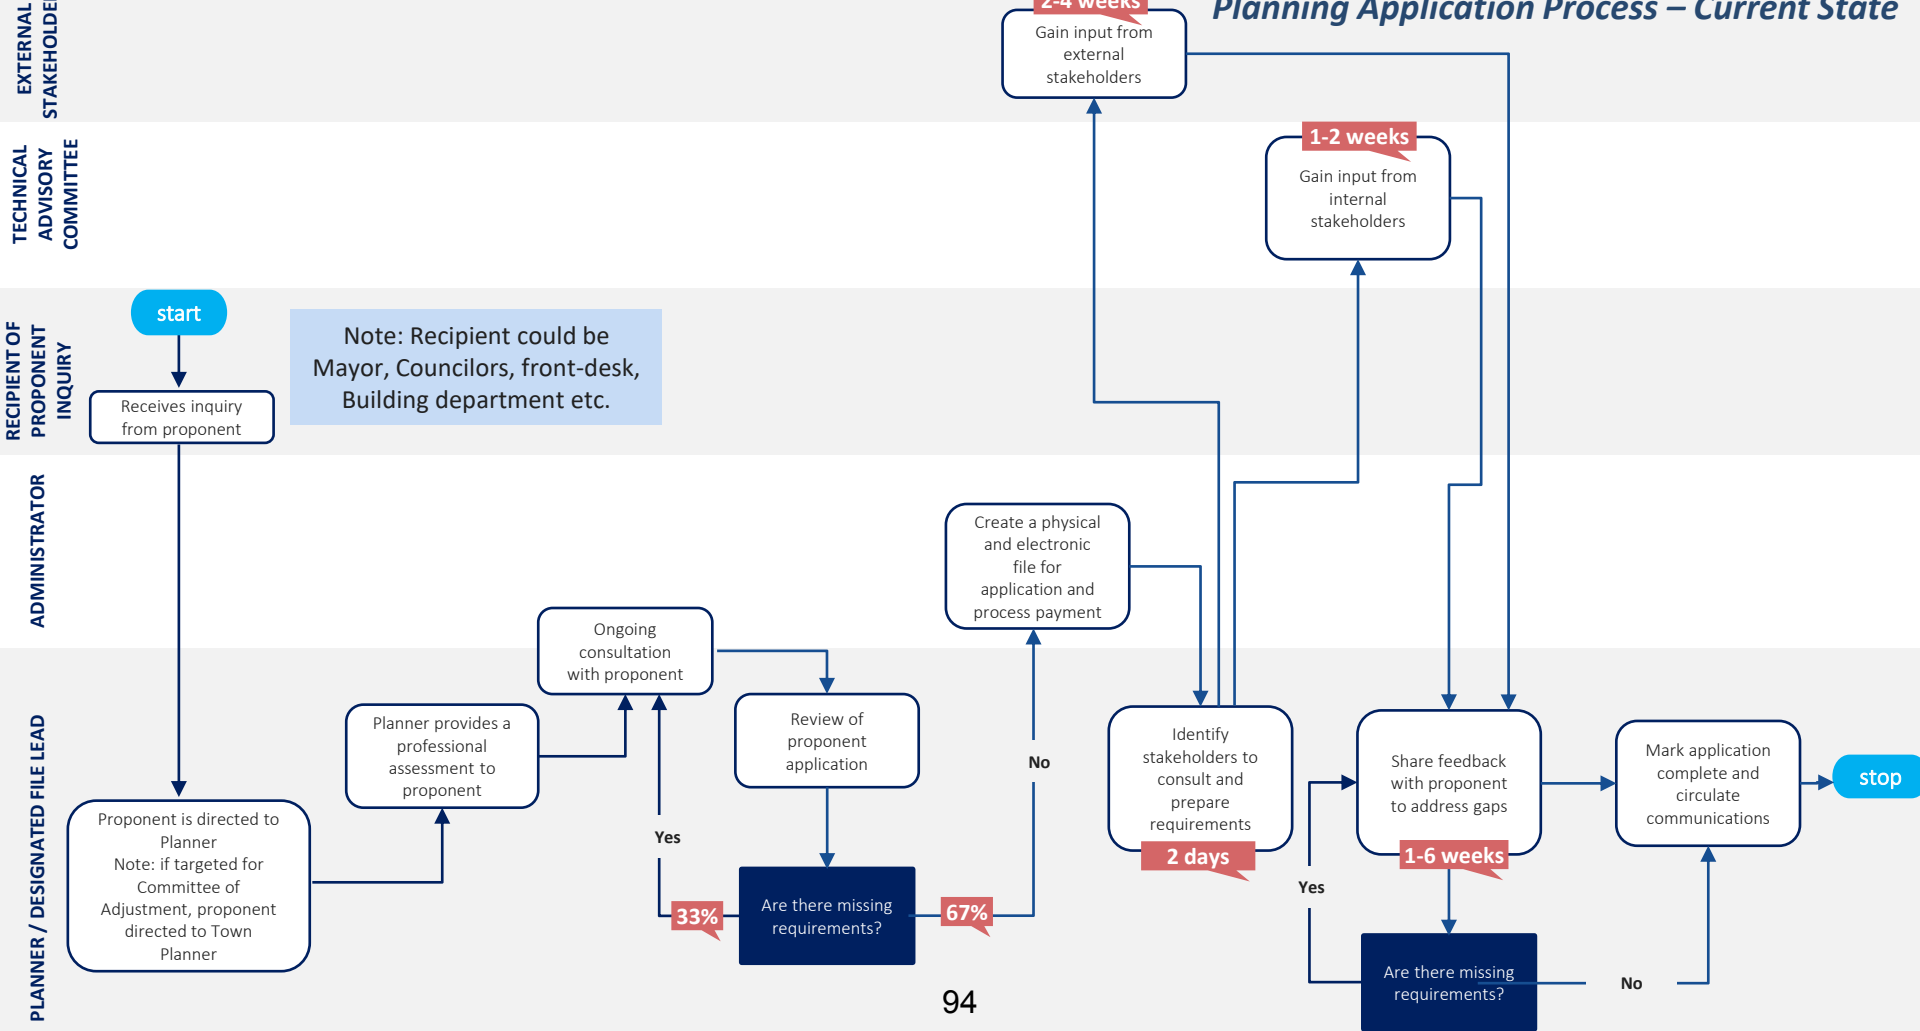 Planning Application Process – Current State
EXTERNAL
STAKEHOLDER
2-4 weeks
Gain input from
external
stakeholders
TECHNICAL
ADVISORY
COMMITTEE
1-2 weeks
Gain input from
internal
stakeholders
RECIPIENT OF
PROPONENT
INQUIRY
start
Receives inquiry
from proponent
Note: Recipient could be
Mayor, Councilors, front-desk,
Building department etc.
ADMINISTRATOR
Create a physical
and electronic
file for
application and
process payment
PLANNER / DESIGNATED FILE LEAD
Proponent is directed to
Planner
Note: if targeted for
Committee of
Adjustment, proponent
directed to Town
Planner
Planner provides a
professional
assessment to
proponent
Ongoing
consultation
with proponent
Review of
proponent
application
Yes
33%
Are there missing
requirements?
67%
No
Identify
stakeholders to
consult and
prepare
requirements
2 days
Share feedback
with proponent
to address gaps
1-6 weeks
Yes
Are there missing
requirements?
No
Mark application
complete and
circulate
communications
stop
94